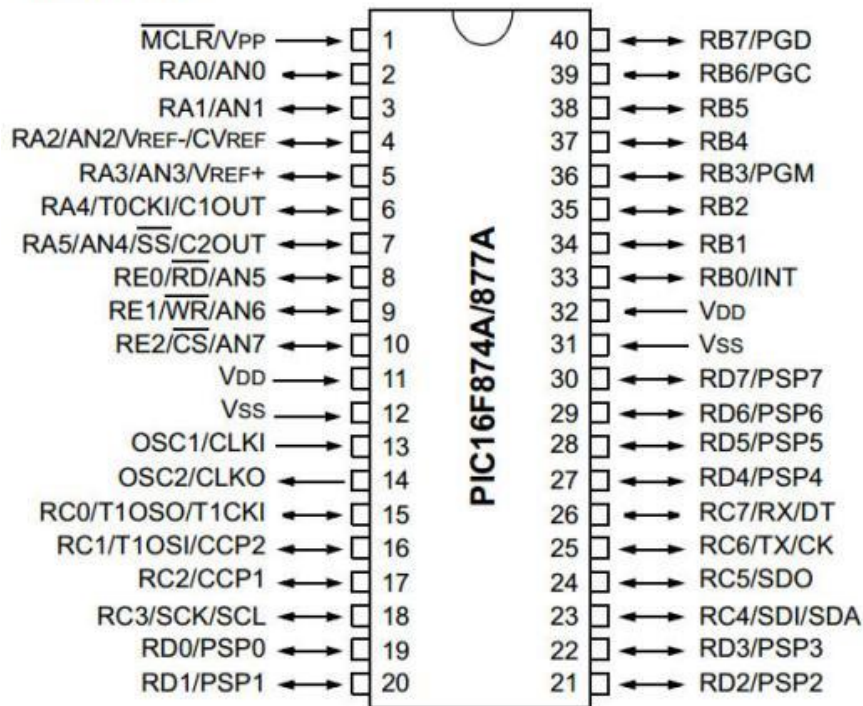 MCLR/VPP 1 40 RB7/PGD
RA0/AN0 2 39 RB6/PGC
RA1/AN1 3 38 RB5
RA2/AN2/VREF-/CVREF 4 37 RB4
RA3/AN3/VREF+ 5 36 RB3/PGM
RA4/T0CKI/C1OUT 6 35 RB2
RA5/AN4/SS/C2OUT 7 34 RB1
RE0/RD/AN5 8 33 RB0/INT
RE1/WR/AN6 9 32 VDD
RE2/CS/AN7 10 31 VSS
VDD 11 30 RD7/PSP7
VSS 12 29 RD6/PSP6
OSC1/CLKI 13 28 RD5/PSP5
OSC2/CLKO 14 27 RD4/PSP4
RC0/T1OSO/T1CKI 15 26 RC7/RX/DT
RC1/T1OSI/CCP2 16 25 RC6/TX/CK
RC2/CCP1 17 24 RC5/SDO
RC3/SCK/SCL 18 23 RC4/SDI/SDA
RD0/PSP0 19 22 RD3/PSP3
RD1/PSP1 20 21 RD2/PSP2
PIC16F874A/877A